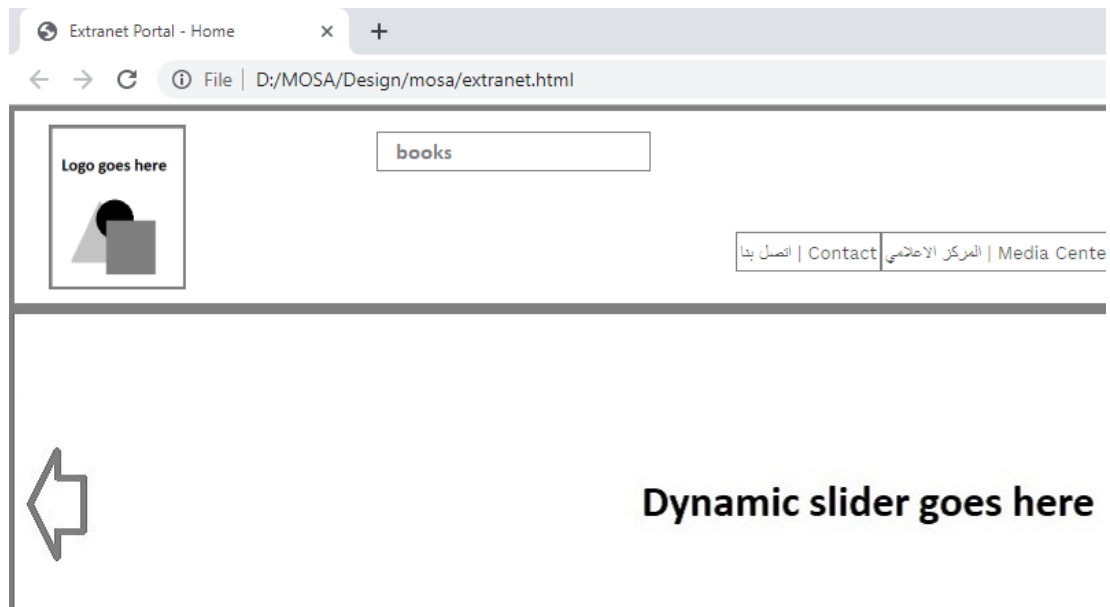 Extranet Portal - Home
File | D:/MOSA/Design/mosa/extranet.html
Logo goes here
books
اتصل بنا | Contact
المركز الاعلامي | Media Cente
Dynamic slider goes here